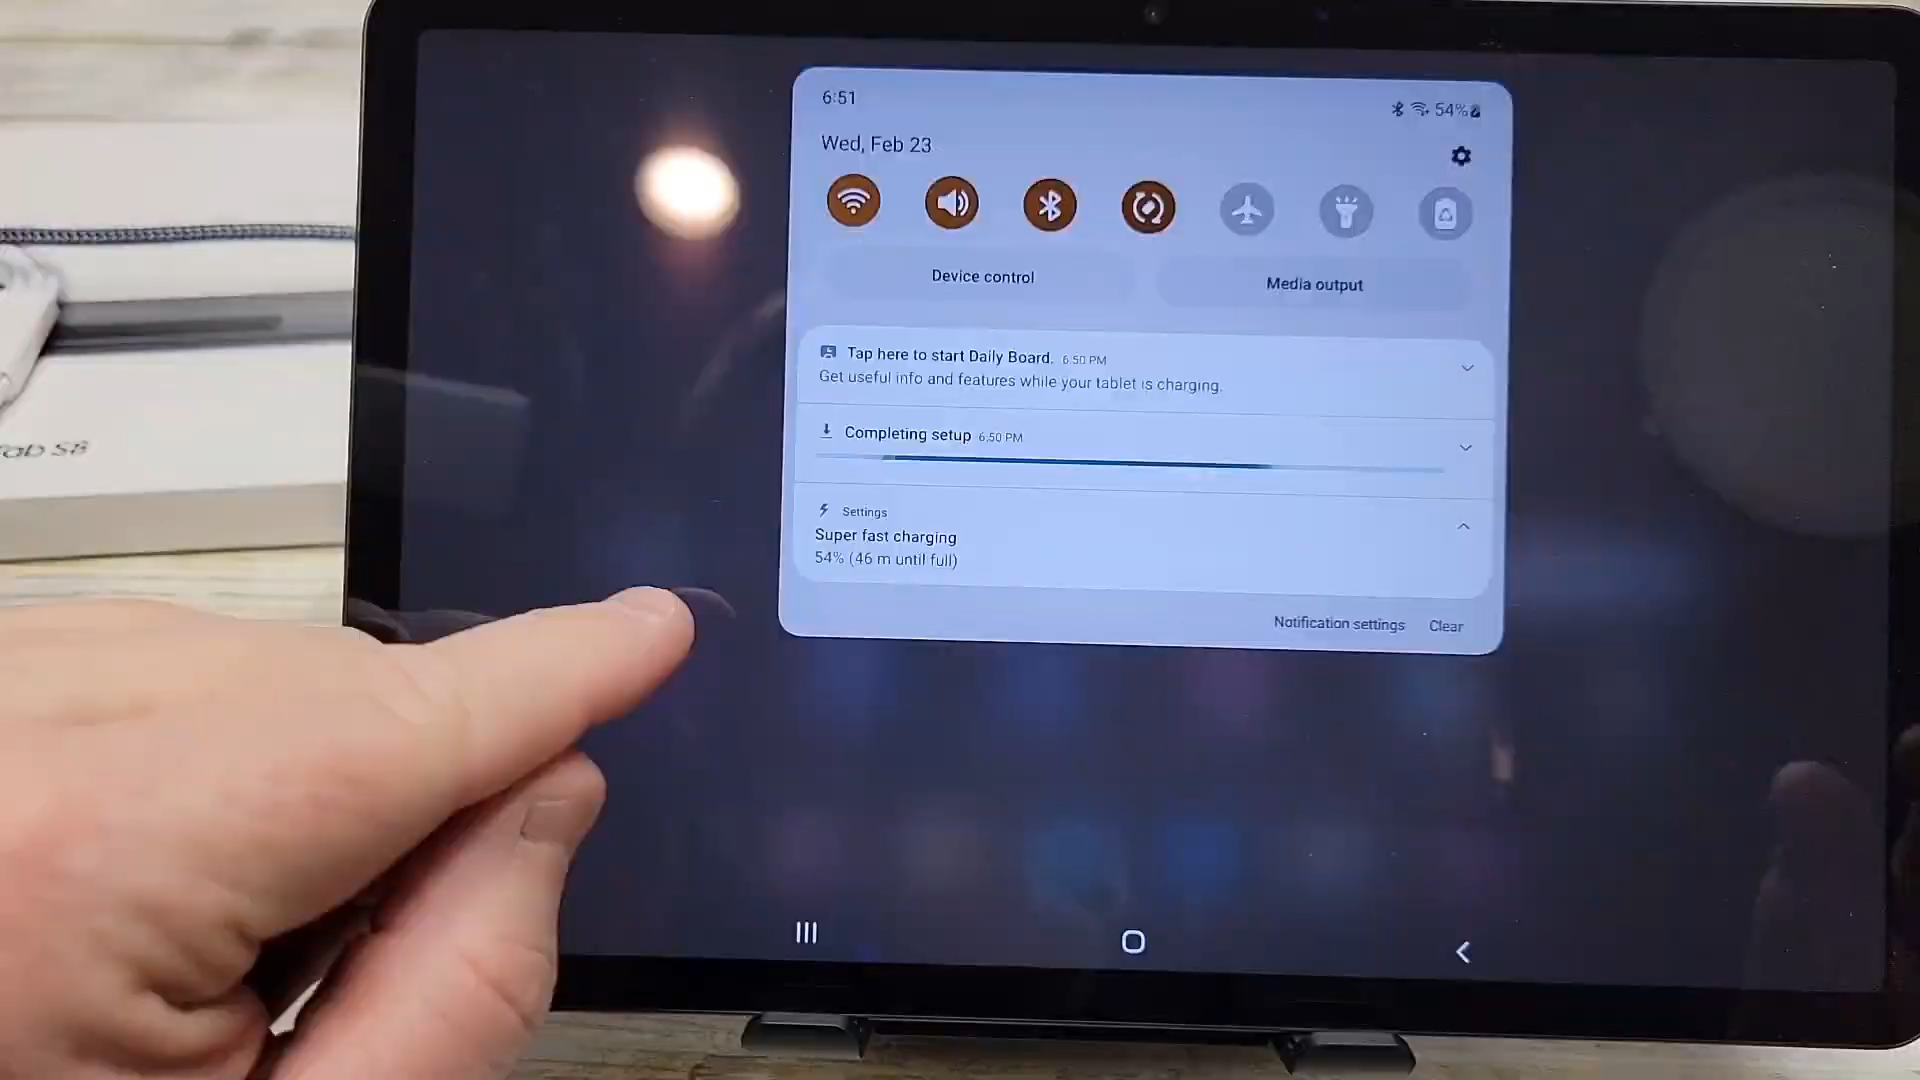 6:51
54%
Wed, Feb 23
Device control
Media output
Tap here to start Daily Board. 6:50 PM
Get useful info and features while your tablet is charging.
Completing setup 6:50 PM
Settings
Super fast charging
54% (46 m until full)
Notification settings
Clear
Tab S8